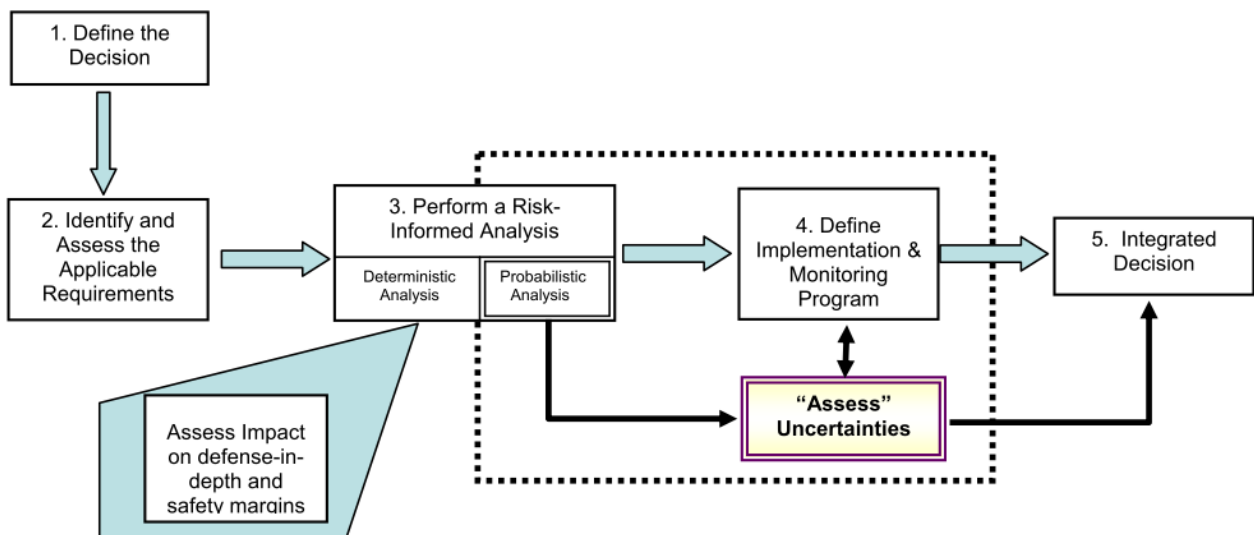 1. Define the
Decision
2. Identify and
Assess the
Applicable
Requirements
3. Perform a Risk-
Informed Analysis
Deterministic
Analysis
Probabilistic
Analysis
Assess Impact
on defense-in-
depth and
safety margins
4. Define
Implementation &
Monitoring
Program
“Assess”
Uncertainties
5. Integrated
Decision